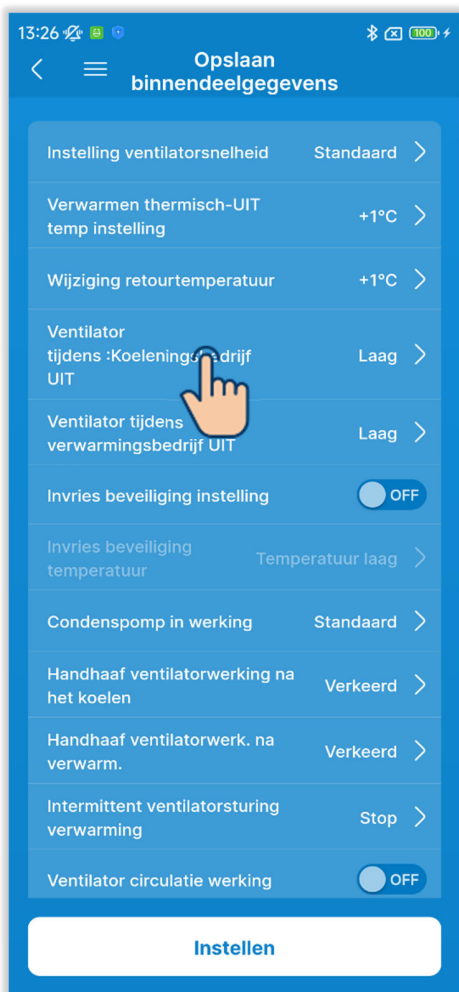 13:26
100
Opslaan
binnendeelgegevens
Instelling ventilatorsnelheid Standaard
Verwarmen thermisch-UIT
temp instelling +1°C
Wijziging retourtemperatuur +1°C
Ventilator
tijdens :Koelenings Laag
UIT
Ventilator tijdens
verwarmingsbedrijf UIT Laag
Invries beveiliging instelling OFF
Invries beveiliging
temperatuur Temperatuur laag
Condenspomp in werking Standaard
Handhaaf ventilatorwerking na
het koelen Verkeerd
Handhaaf ventilatorwerk. na
verwarm. Verkeerd
Intermittent ventilatorsturing
verwarming Stop
Ventilator circulatie werking OFF
Instellen